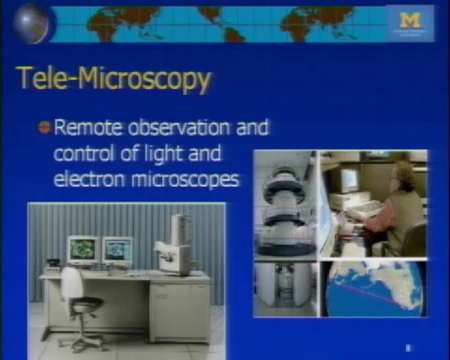 M
Tele-Microscopy
Remote observation and
control of light and
electron microscopes